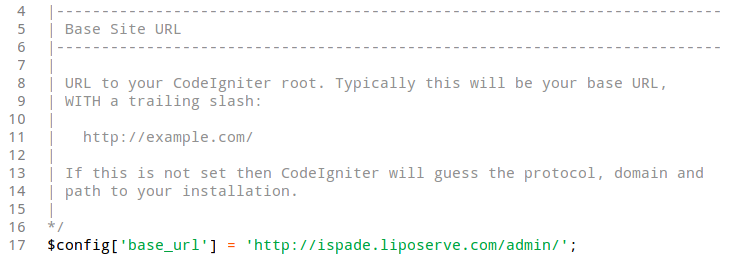 4 |--------------------------------------------------------------------------
5 | Base Site URL
6 |--------------------------------------------------------------------------
7 |
8 | URL to your CodeIgniter root. Typically this will be your base URL,
9 | WITH a trailing slash:
10 |
11 |   http://example.com/
12 |
13 | If this is not set then CodeIgniter will guess the protocol, domain and
14 | path to your installation.
15 |
16 */
17 $config['base_url'] = 'http://ispade.liposerve.com/admin/';